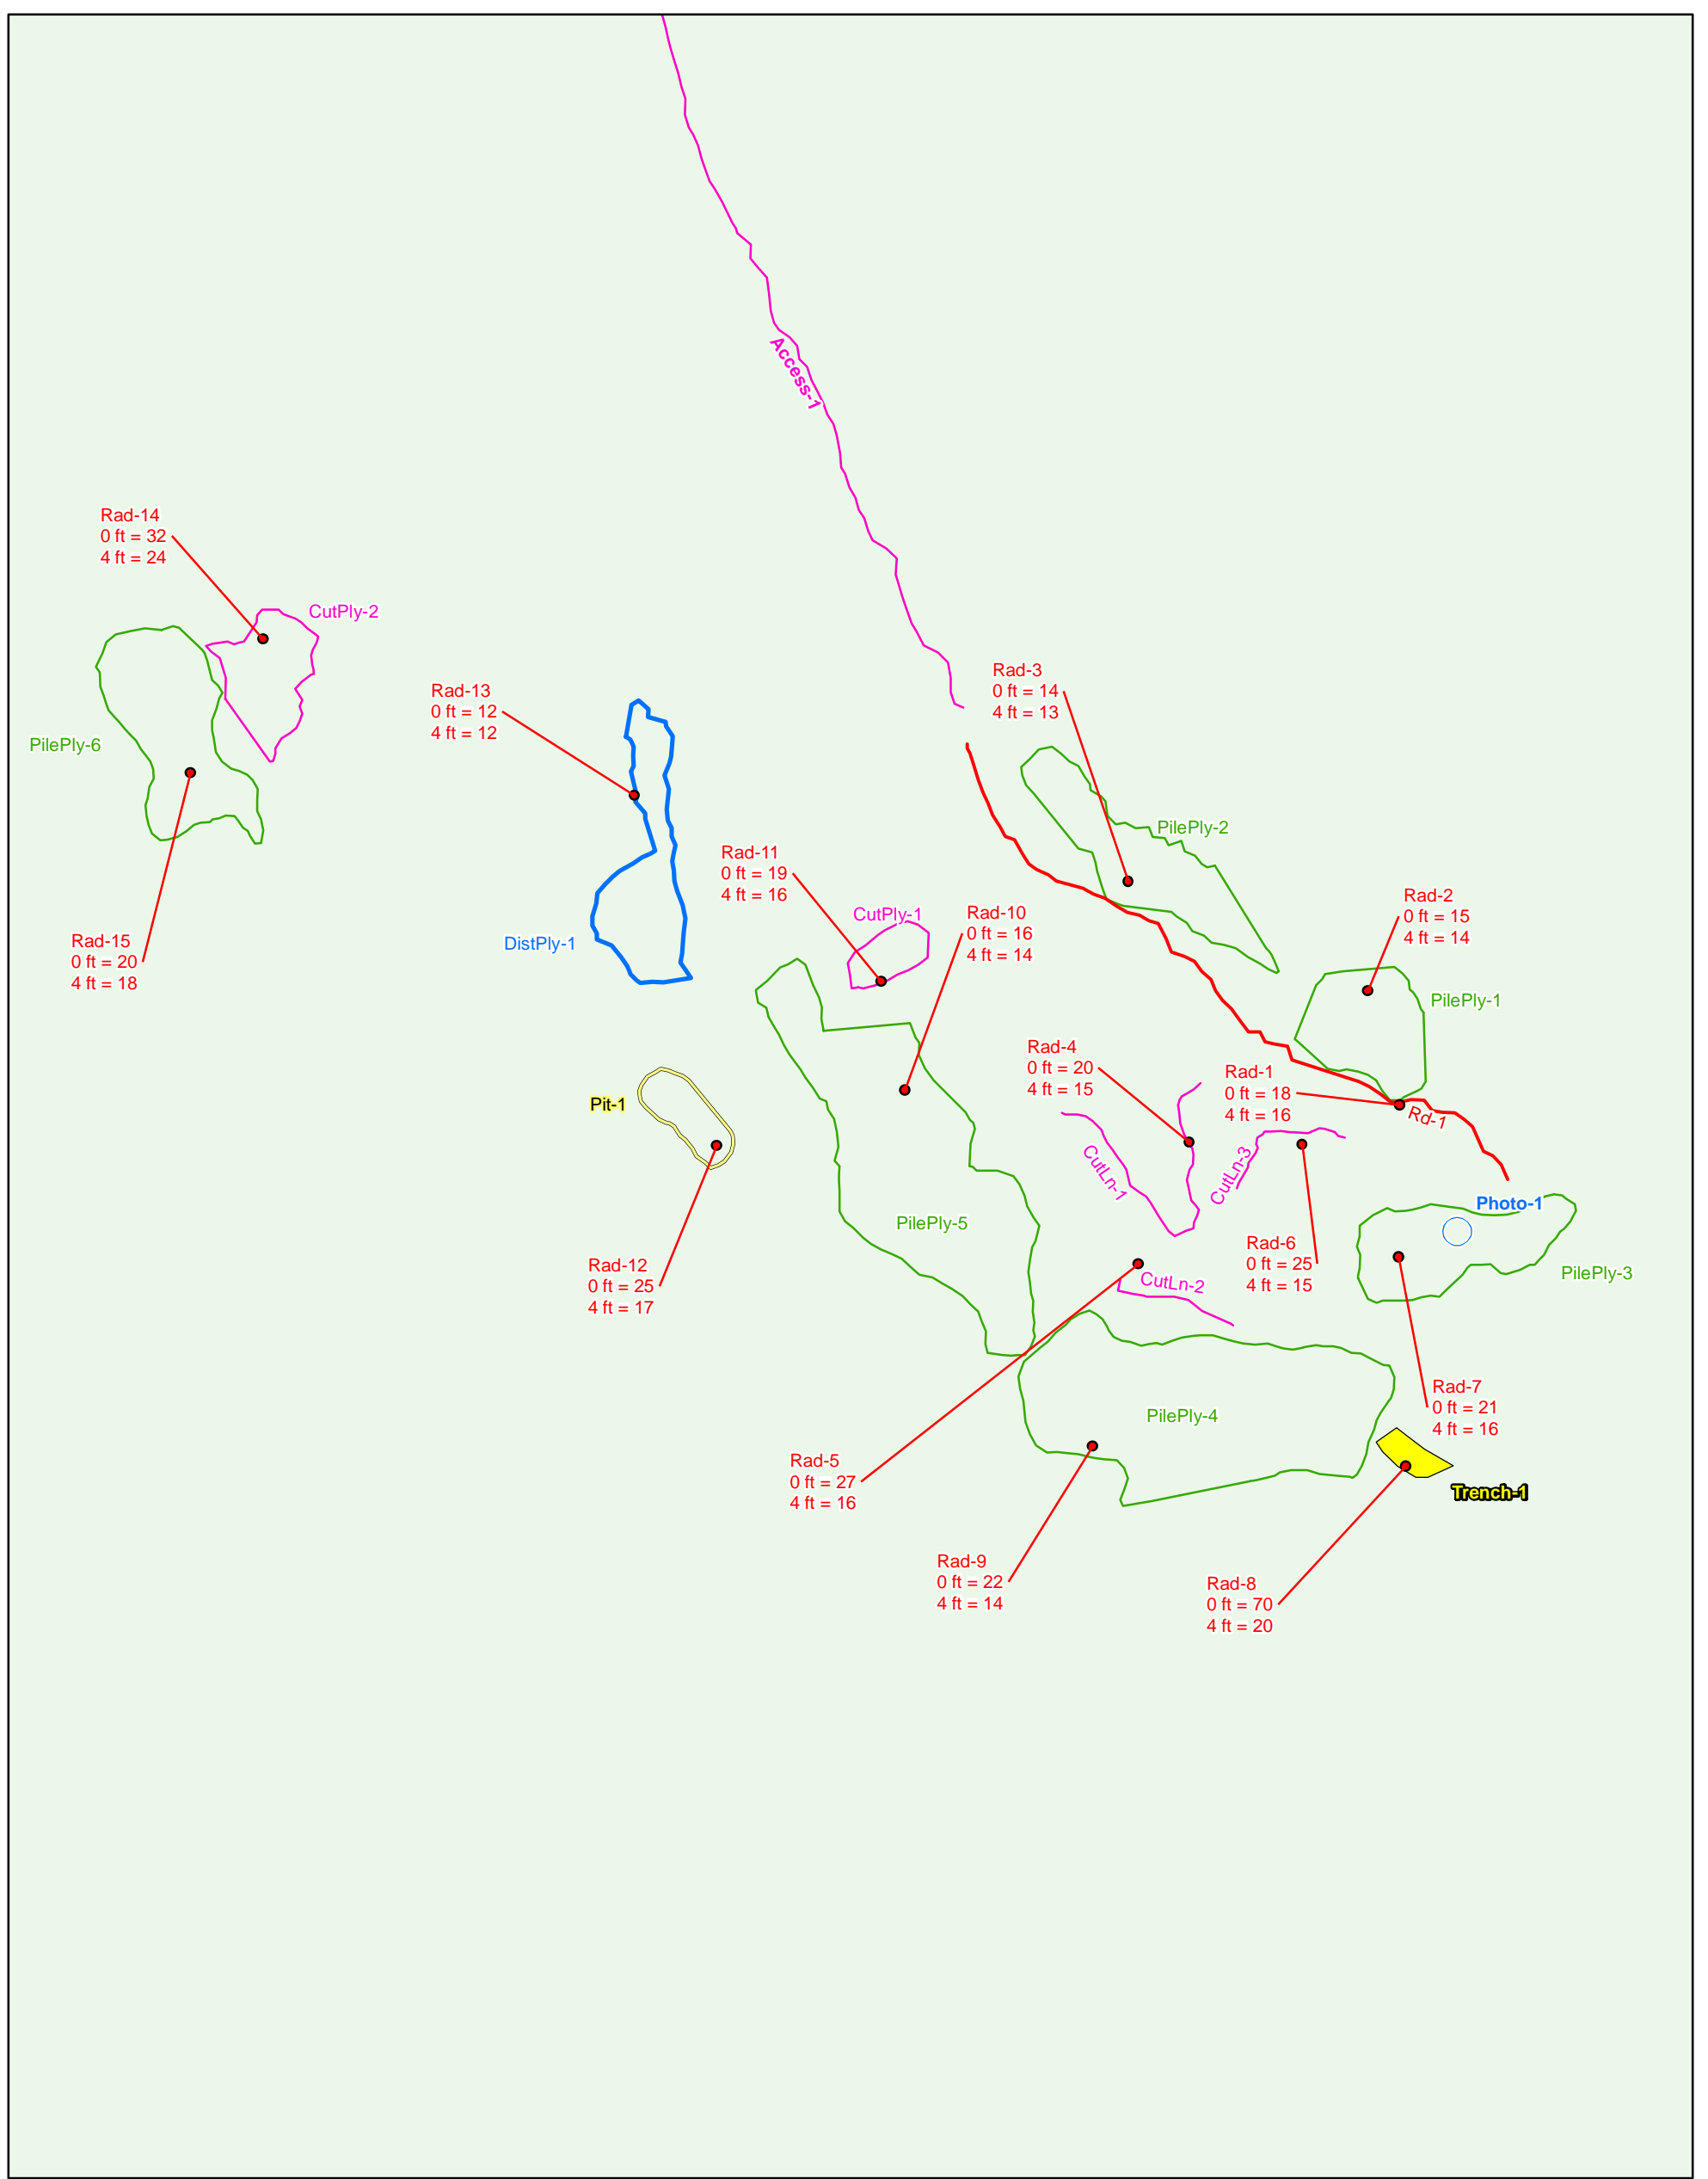 Access-1
Rad-14
0 ft = 32
4 ft = 24
CutPly-2
PilePly-6
Rad-13
0 ft = 12
4 ft = 12
Rad-3
0 ft = 14
4 ft = 13
PilePly-2
Rad-11
0 ft = 19
4 ft = 16
CutPly-1
Rad-10
0 ft = 16
4 ft = 14
Rad-2
0 ft = 15
4 ft = 14
Rad-15
0 ft = 20
4 ft = 18
DistPly-1
PilePly-1
Rad-4
0 ft = 20
4 ft = 15
Rad-1
0 ft = 18
4 ft = 16
Rd-1
Pit-1
CutLn-1
CutLn-3
PilePly-5
Photo-1
Rad-12
0 ft = 25
4 ft = 17
Rad-6
0 ft = 25
4 ft = 15
PilePly-3
CutLn-2
Rad-7
0 ft = 21
4 ft = 16
PilePly-4
Rad-5
0 ft = 27
4 ft = 16
Trench-1
Rad-9
0 ft = 22
4 ft = 14
Rad-8
0 ft = 70
4 ft = 20